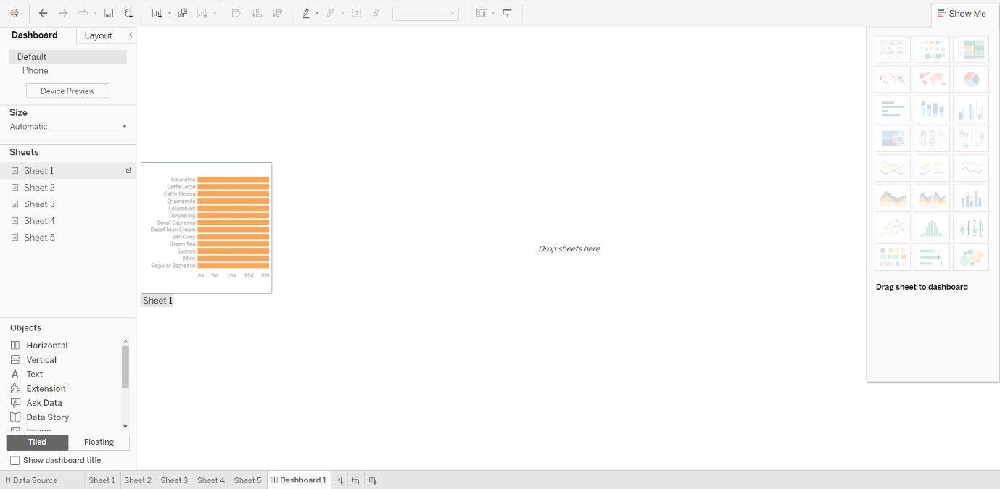 Show Me
Dashboard
Layout
Default
Phone
Device Preview
Size
Automatic
Sheets
Sheet 1
Sheet 2
Sheet 3
Sheet 4
Sheet 5
Amaretto
Caffe Latte
Caffe Mocha
Chamomile
Columbian
Darjeeling
Decaf Espresso
Decaf Irish Cream
Earl Grey
Green Tea
Lemon
Mint
Regular Espresso
0K 5K 10K 15K
Sheet 1
Drop sheets here
Drag sheet to dashboard
Objects
Horizontal
Vertical
Text
Extension
Ask Data
Data Story
Image
Tiled
Floating
Show dashboard title
Data Source Sheet 1 Sheet 2 Sheet 3 Sheet 4 Sheet 5 Dashboard 1